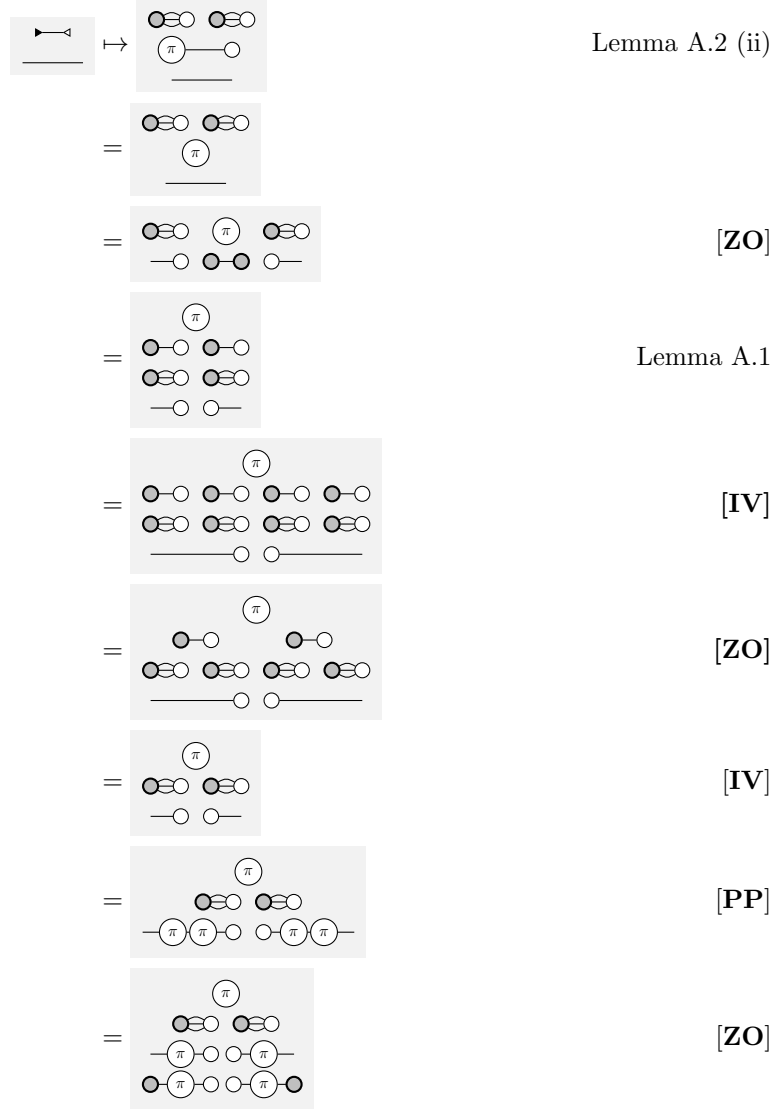 ↦ π Lemma A.2 (ii)
= π
= π [ZO]
= π Lemma A.1
= π [IV]
= π [ZO]
= π [IV]
= π
π π π π [PP]
= π
π π
π π [ZO]